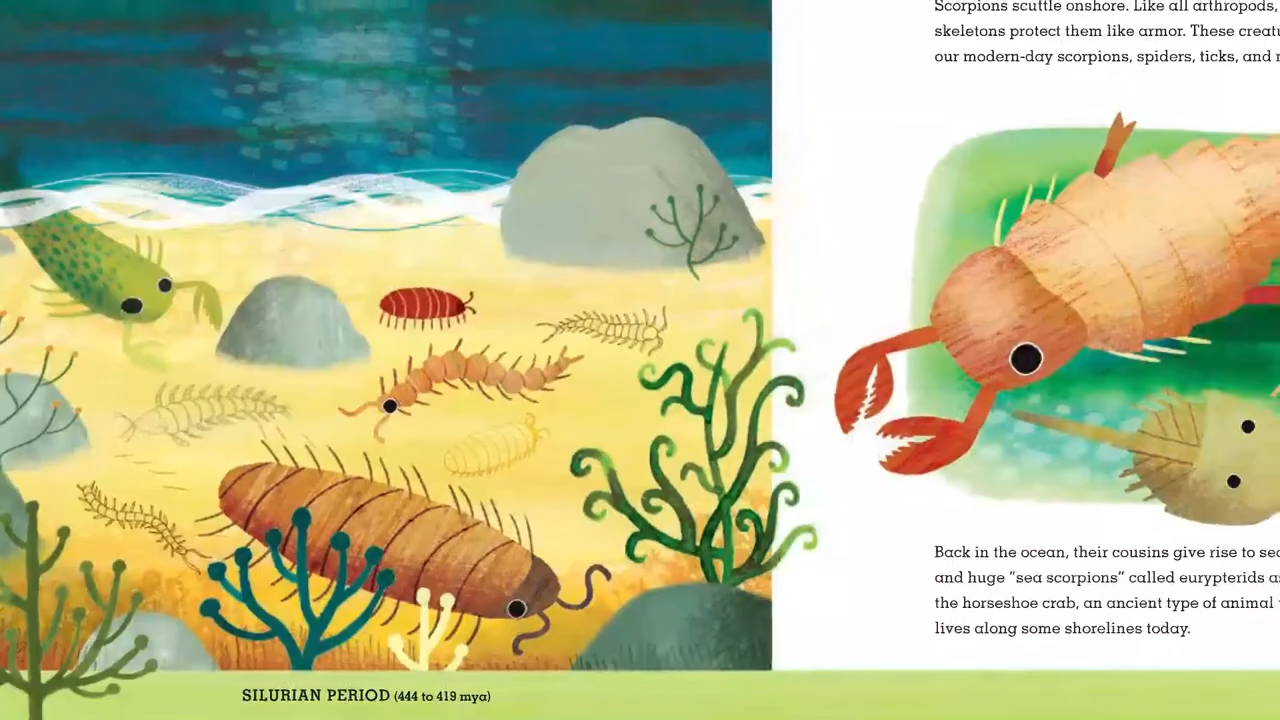 Scorpions scuttle onshore. Like all arthropods,
skeletons protect them like armor. These
our modern-day scorpions, spiders, ticks, and
Back in the ocean, their cousins give rise to
and huge “sea scorpions” called eurypterids
the horseshoe crab, an ancient type of animal
lives along some shorelines today.
SILURIAN PERIOD (444 to 419 mya)